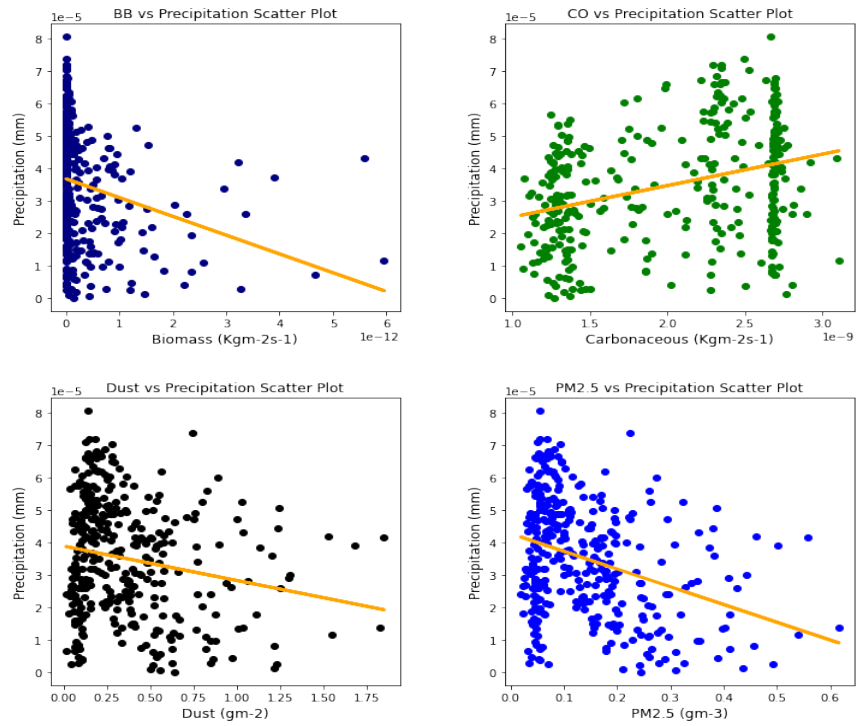 BB vs Precipitation Scatter Plot
1e−5
8
7
6
5
4
3
2
1
0
Precipitation (mm)
0 1 2 3 4 5 6
1e−12
Biomass (Kgm-2s-1)
CO vs Precipitation Scatter Plot
1e−5
8
7
6
5
4
3
2
1
0
Precipitation (mm)
1.0 1.5 2.0 2.5 3.0
1e−9
Carbonaceous (Kgm-2s-1)
Dust vs Precipitation Scatter Plot
1e−5
8
7
6
5
4
3
2
1
0
Precipitation (mm)
0.00 0.25 0.50 0.75 1.00 1.25 1.50 1.75
Dust (gm-2)
PM2.5 vs Precipitation Scatter Plot
1e−5
8
7
6
5
4
3
2
1
0
Precipitation (mm)
0.0 0.1 0.2 0.3 0.4 0.5 0.6
PM2.5 (gm-3)